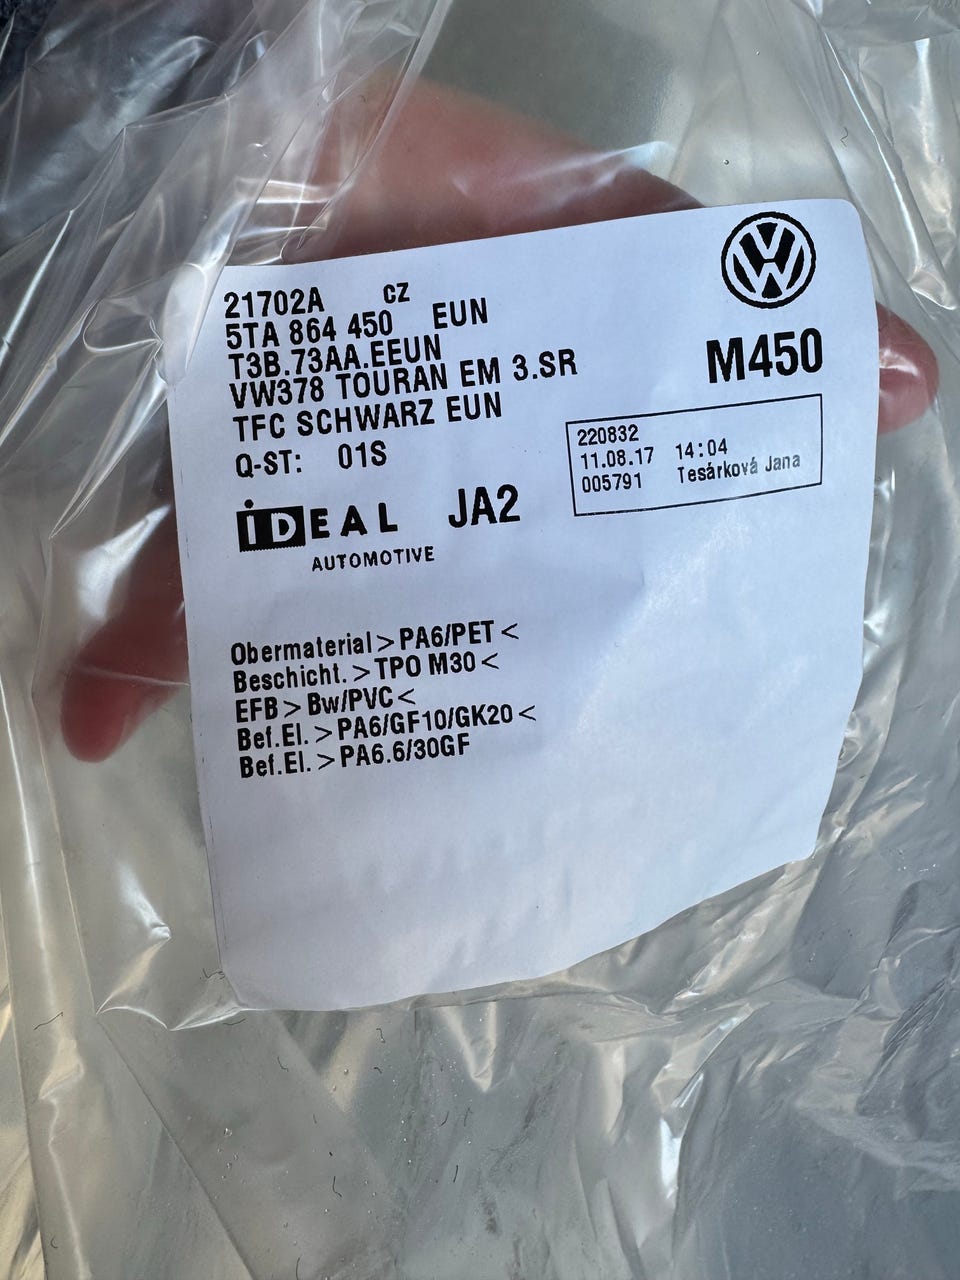 21702A CZ
5TA 864 450 EUN
T3B.73AA.EEUN
VW378 TOURAN EM 3.SR
TFC SCHWARZ EUN
Q-ST: 01S
M450
220832
11.08.17 14:04
005791 Tesárková Jana
iDEAL JA2
AUTOMOTIVE
Obermaterial > PA6/PET <
Beschicht. > TPO M30 <
EFB > Bw/PVC <
Bef.El. > PA6/GF10/GK20 <
Bef.El. > PA6.6/30GF